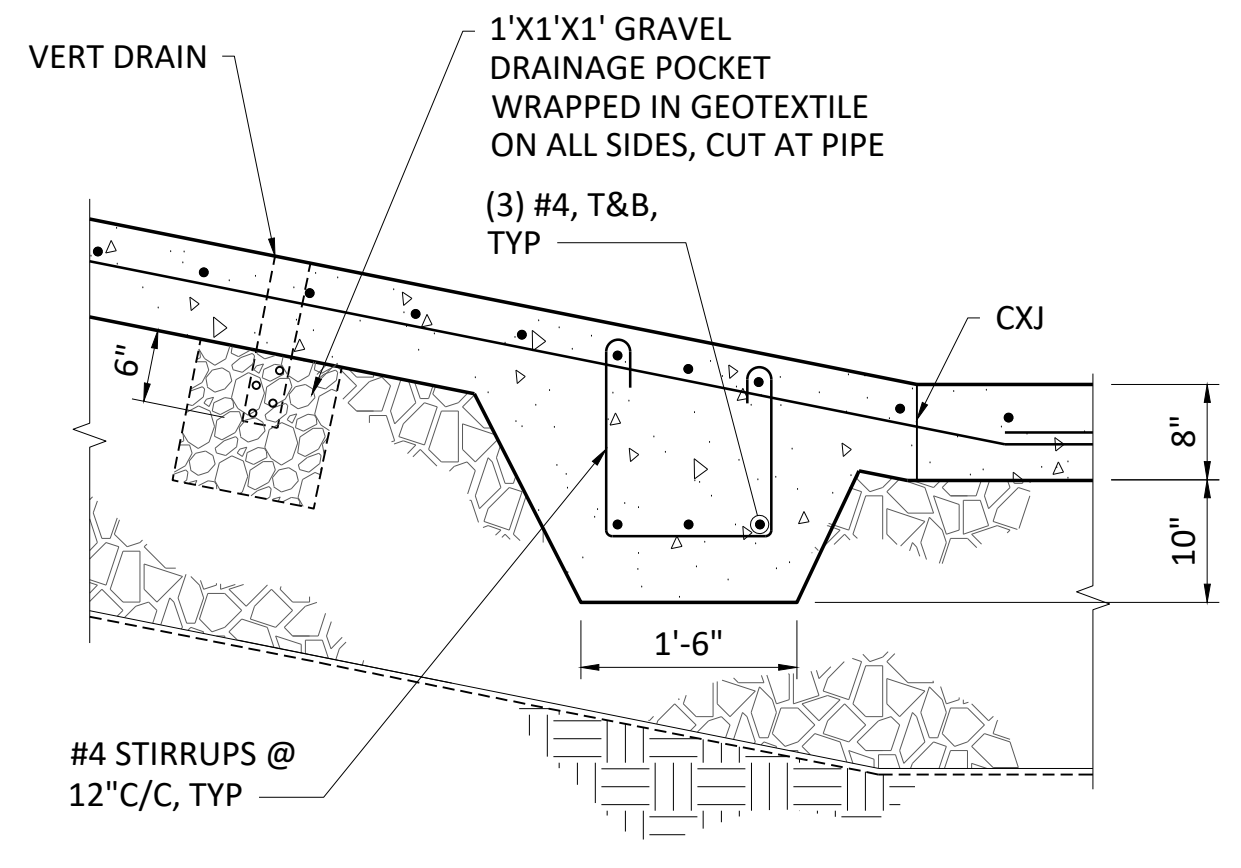 VERT DRAIN
1'X1'X1' GRAVEL
DRAINAGE POCKET
WRAPPED IN GEOTEXTILE
ON ALL SIDES, CUT AT PIPE
(3) #4, T&B,
TYP
CXJ
6"
8"
10"
1'-6"
#4 STIRRUPS @
12"C/C, TYP